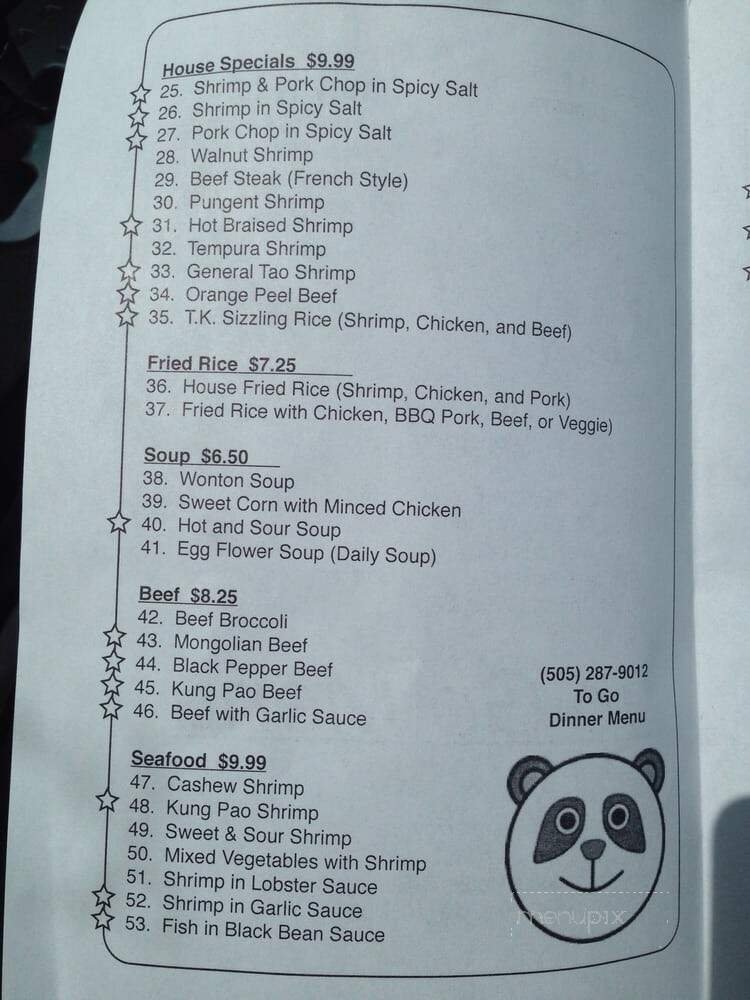 House Specials $9.99
25. Shrimp & Pork Chop in Spicy Salt
26. Shrimp in Spicy Salt
27. Pork Chop in Spicy Salt
28. Walnut Shrimp
29. Beef Steak (French Style)
30. Pungent Shrimp
31. Hot Braised Shrimp
32. Tempura Shrimp
33. General Tao Shrimp
34. Orange Peel Beef
35. T.K. Sizzling Rice (Shrimp, Chicken, and Beef)
Fried Rice $7.25
36. House Fried Rice (Shrimp, Chicken, and Pork)
37. Fried Rice with Chicken, BBQ Pork, Beef, or Veggie)
Soup $6.50
38. Wonton Soup
39. Sweet Corn with Minced Chicken
40. Hot and Sour Soup
41. Egg Flower Soup (Daily Soup)
Beef $8.25
42. Beef Broccoli
43. Mongolian Beef
44. Black Pepper Beef
45. Kung Pao Beef
46. Beef with Garlic Sauce
Seafood $9.99
47. Cashew Shrimp
48. Kung Pao Shrimp
49. Sweet & Sour Shrimp
50. Mixed Vegetables with Shrimp
51. Shrimp in Lobster Sauce
52. Shrimp in Garlic Sauce
53. Fish in Black Bean Sauce
(505) 287-9012
To Go
Dinner Menu
menupix